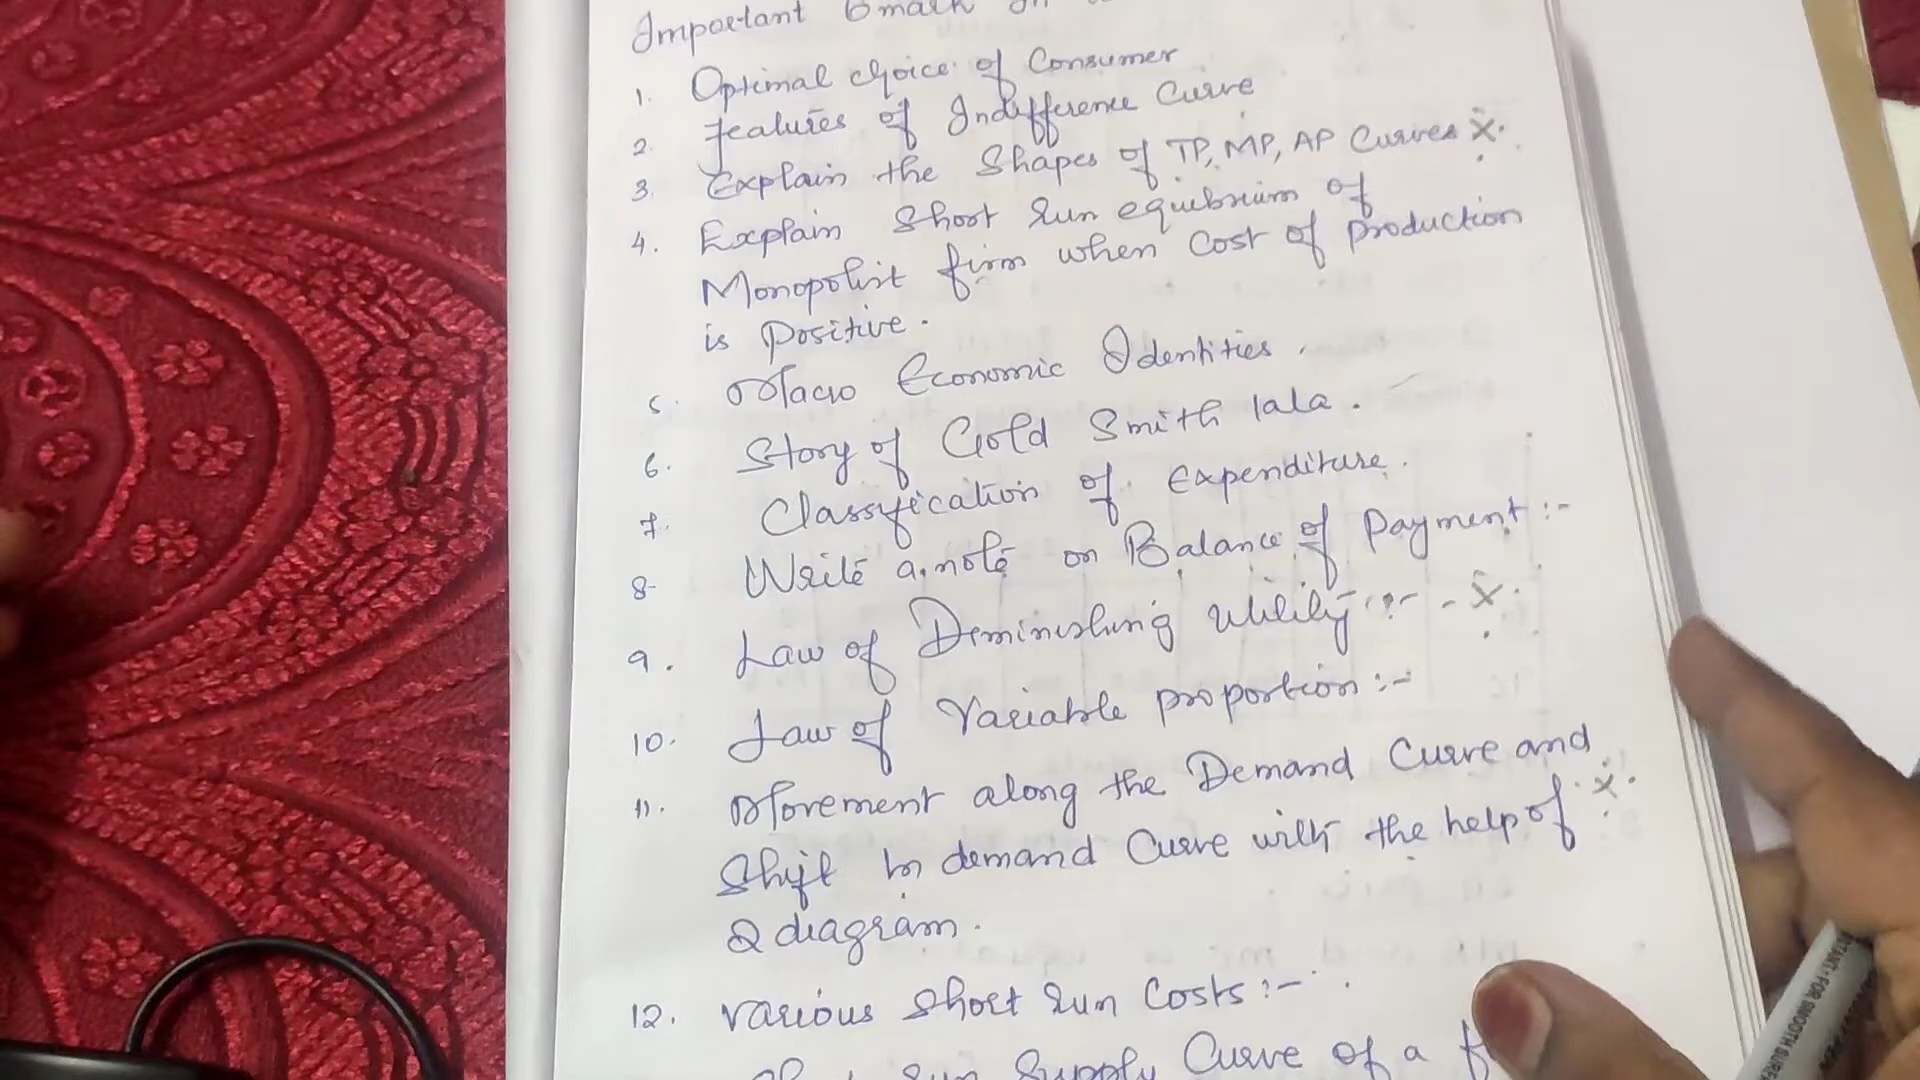 Important 6 mark
1. Optimal choice of Consumer
2. Features of Indifference Curve
3. Explain the Shapes of TP, MP, AP Curves x
4. Explain Short Run equibrium of
Monopolist firm when Cost of Production
is Positive.
5. Macro Economic Identities.
6. Story of Gold Smith lala.
7. Classification of Expenditure.
8- Write a note on Balance of Payment :-
9. Law of Diminishing utility :- - x
10. Law of Variable proportion :-
11. Movement along the Demand Curve and
Shift in demand Curve with the help of x
2 diagram.
12. Various Short Run Costs :-
Run Supply Curve of a